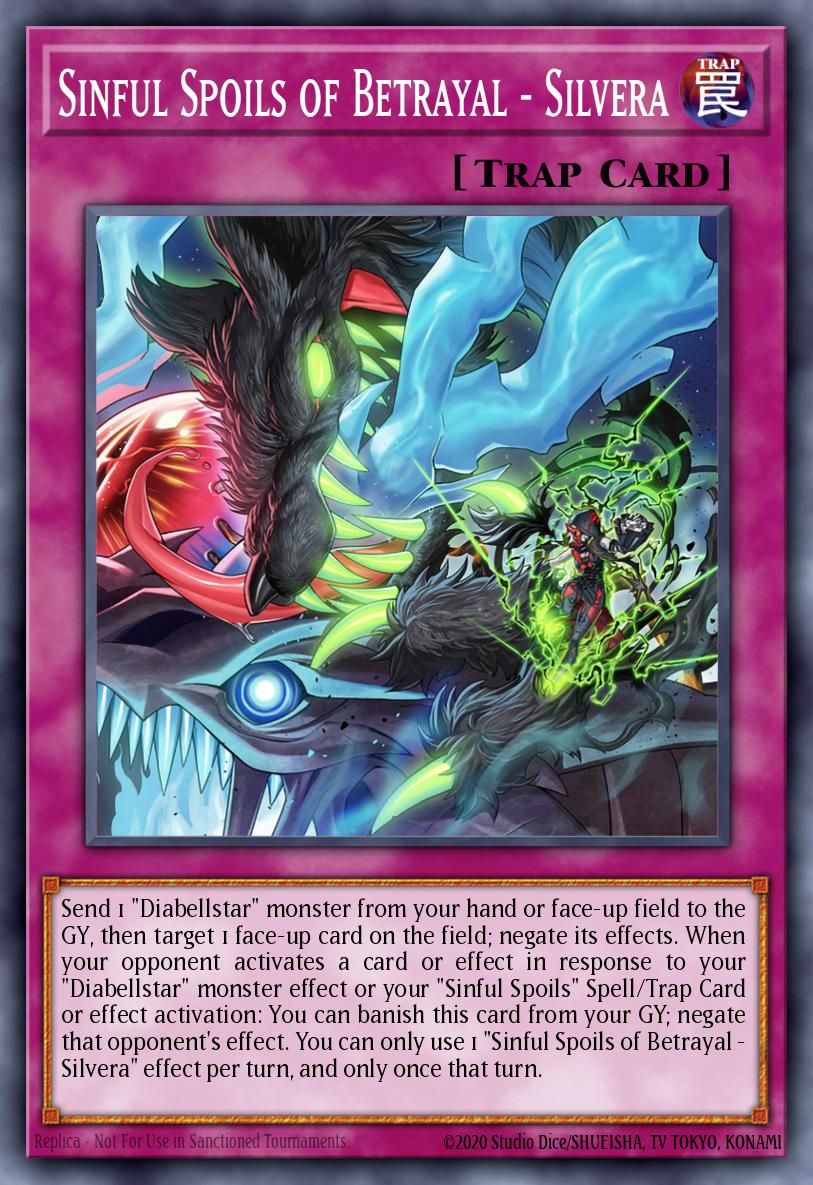 Sinful Spoils of Betrayal - Silvera
TRAP
罠
[Trap Card]
Send 1 "Diabellstar" monster from your hand or face-up field to the
GY, then target 1 face-up card on the field; negate its effects. When
your opponent activates a card or effect in response to your
"Diabellstar" monster effect or your "Sinful Spoils" Spell/Trap Card
or effect activation: You can banish this card from your GY; negate
that opponent's effect. You can only use 1 "Sinful Spoils of Betrayal -
Silvera" effect per turn, and only once that turn.
Replica - Not For Use in Sanctioned Tournaments.
©2020 Studio Dice/SHUEISHA, TV TOKYO, KONAMI